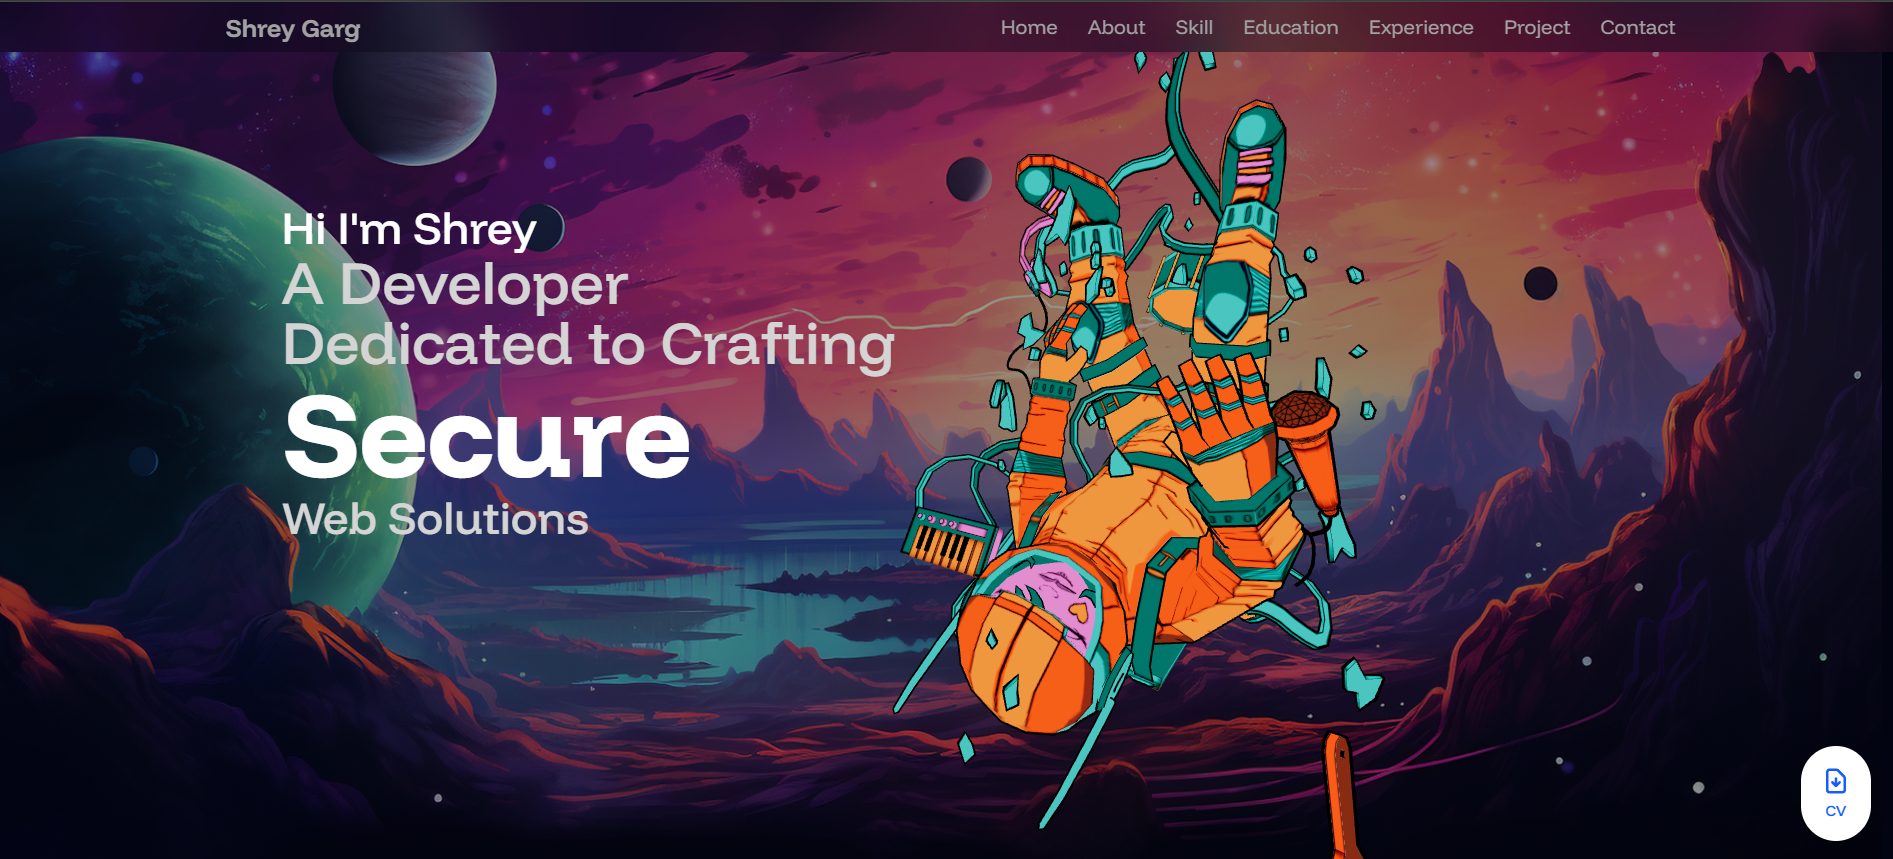 Shrey Garg
Home About Skill Education Experience Project Contact
Hi I'm Shrey
A Developer
Dedicated to Crafting
Secure
Web Solutions
CV